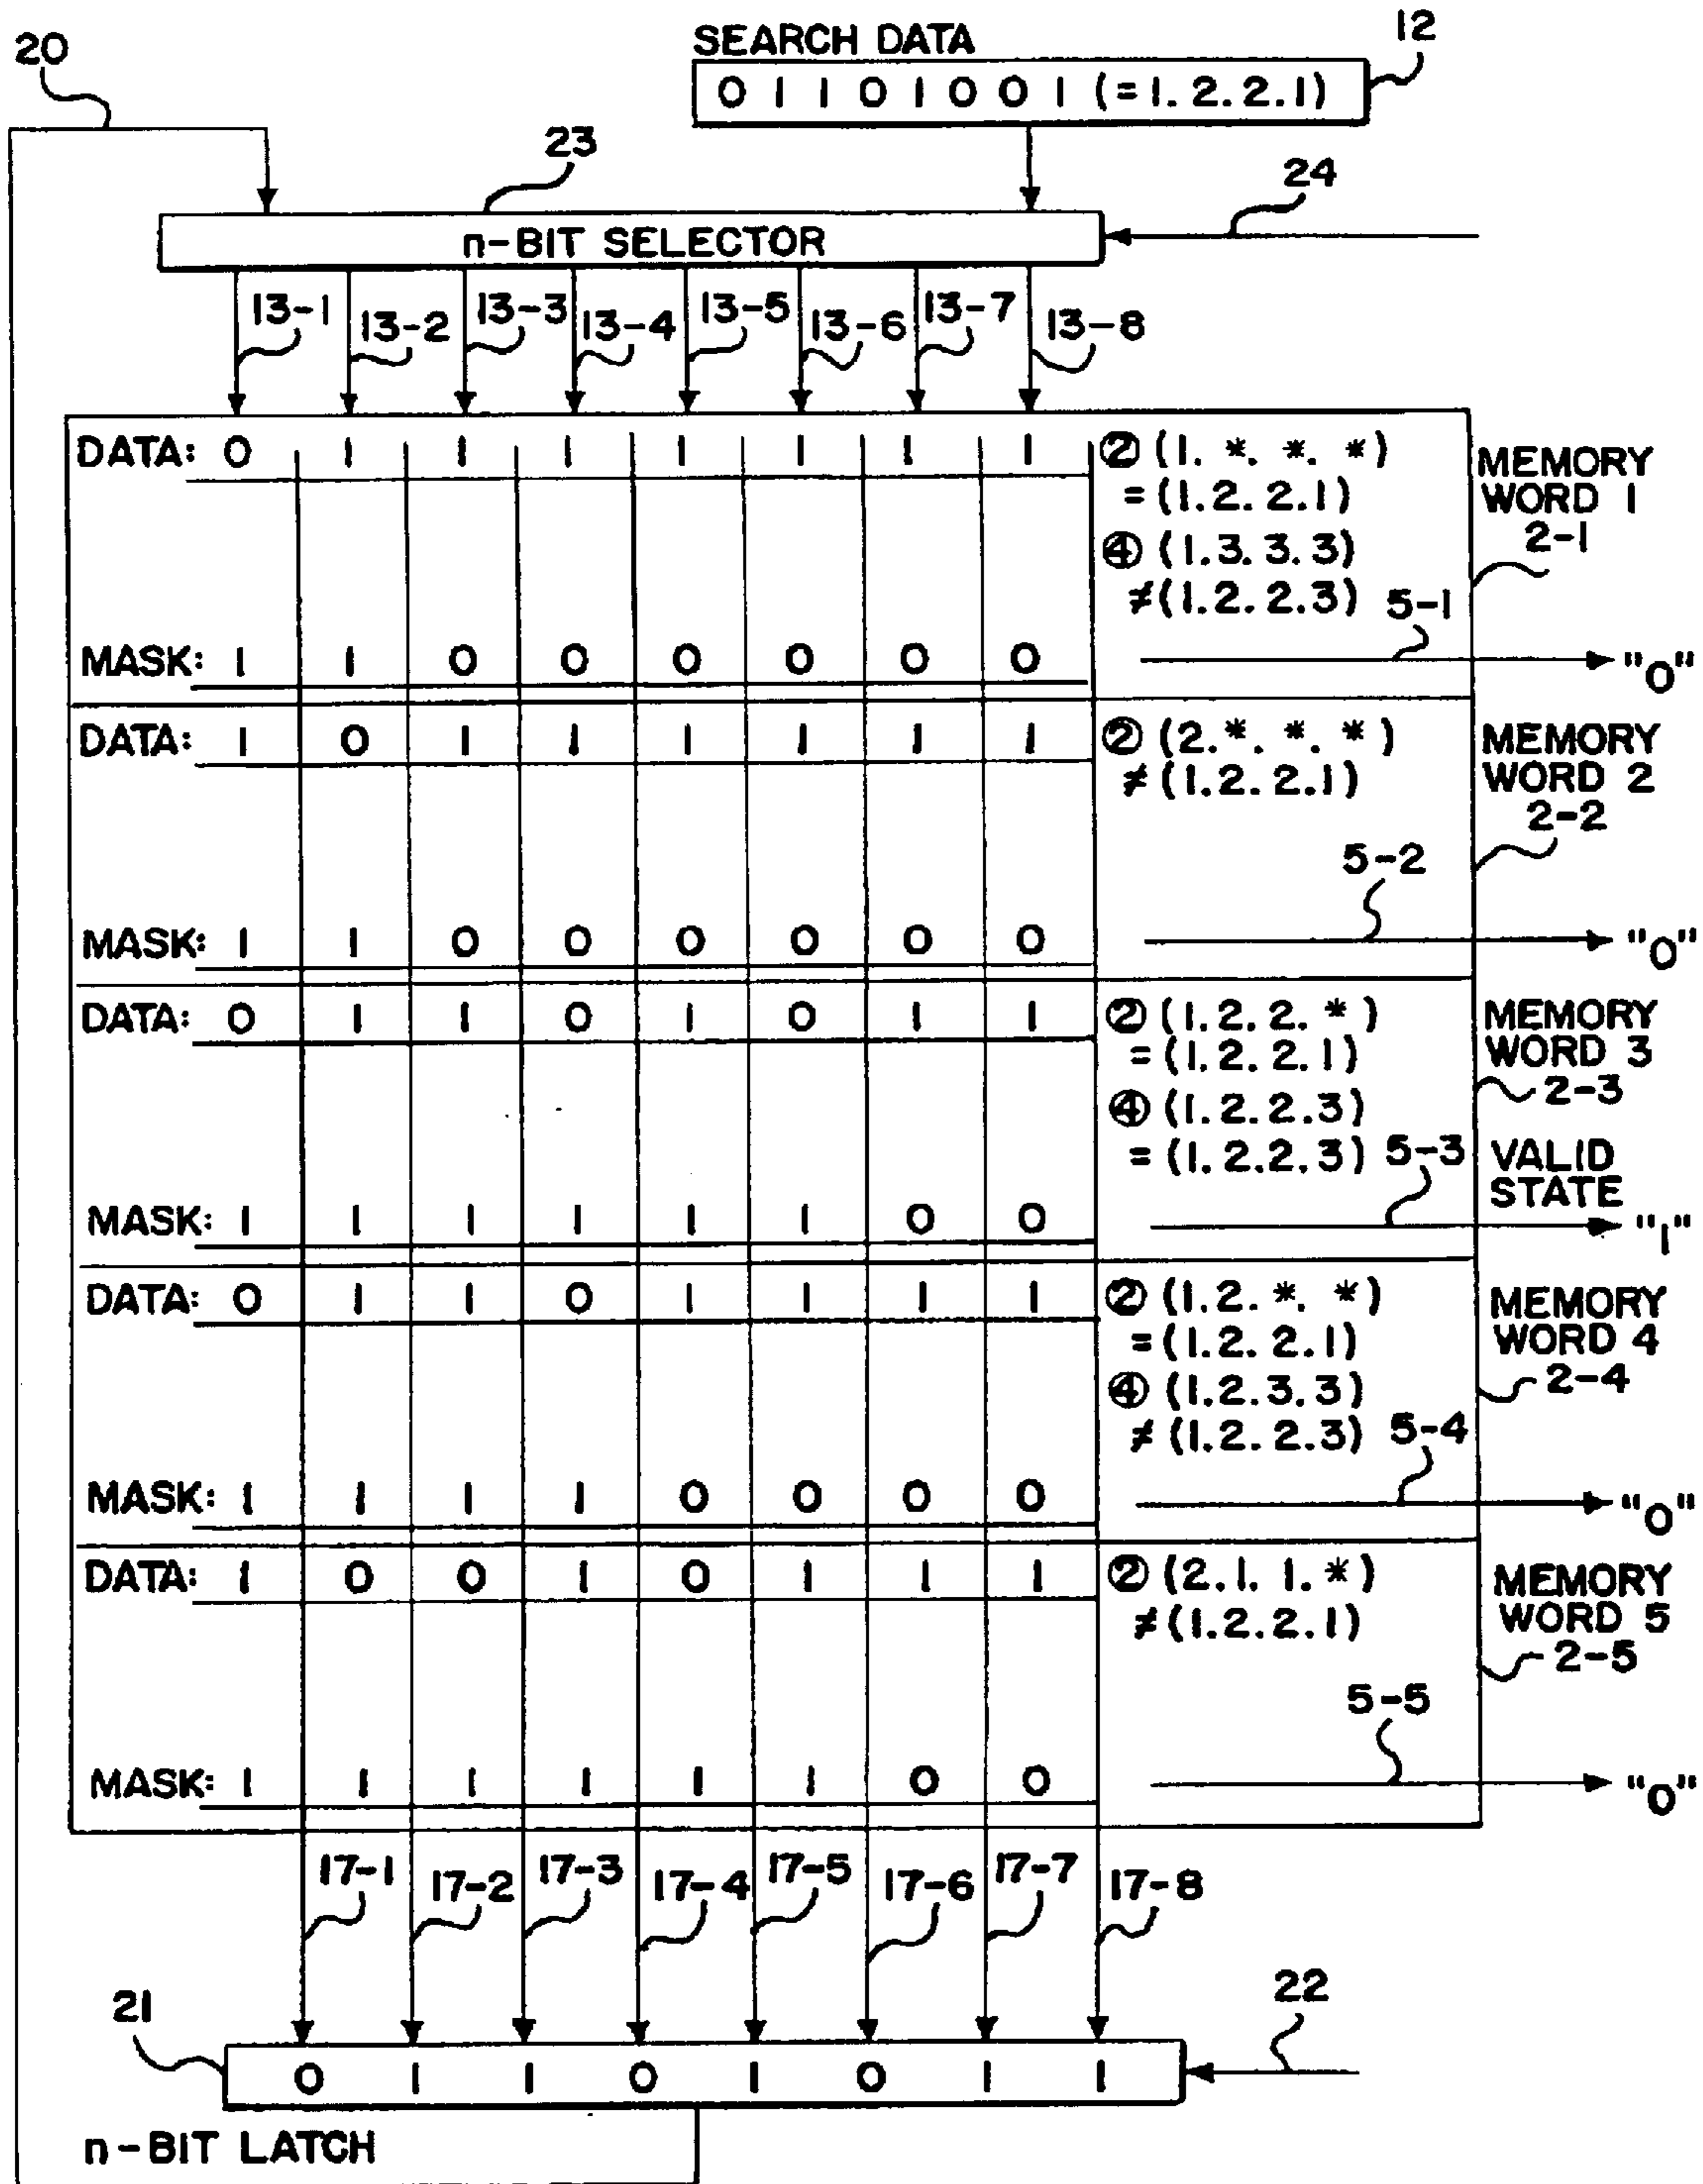 20
SEARCH DATA
12
0 1 1 0 1 0 0 1 (= 1. 2. 2. 1)
23
24
n-BIT SELECTOR
13-1 13-2 13-3 13-4 13-5 13-6 13-7 13-8
DATA: 0 1 1 1 1 1 1 1 ② (1. *. *. *)
= (1. 2. 2. 1)
④ (1. 3. 3. 3)
≠ (1. 2. 2. 3)
MEMORY
WORD 1
2-1
5-1
MASK: 1 1 0 0 0 0 0 0 "0"
DATA: 1 0 1 1 1 1 1 1 ② (2. *. *. *)
≠ (1. 2. 2. 1)
MEMORY
WORD 2
2-2
5-2
MASK: 1 1 0 0 0 0 0 0 "0"
DATA: 0 1 1 0 1 0 1 1 ② (1. 2. 2. *)
= (1. 2. 2. 1)
④ (1. 2. 2. 3)
= (1. 2. 2. 3)
MEMORY
WORD 3
2-3
5-3
VALID
STATE
MASK: 1 1 1 1 1 1 0 0 "1"
DATA: 0 1 1 0 1 1 1 1 ② (1. 2. *. *)
= (1. 2. 2. 1)
④ (1. 2. 3. 3)
≠ (1. 2. 2. 3)
MEMORY
WORD 4
2-4
5-4
MASK: 1 1 1 1 0 0 0 0 "0"
DATA: 1 0 0 1 0 1 1 1 ② (2. 1. 1. *)
≠ (1. 2. 2. 1)
MEMORY
WORD 5
2-5
5-5
MASK: 1 1 1 1 1 1 0 0 "0"
17-1 17-2 17-3 17-4 17-5 17-6 17-7 17-8
21
22
0 1 1 0 1 0 1 1
n-BIT LATCH